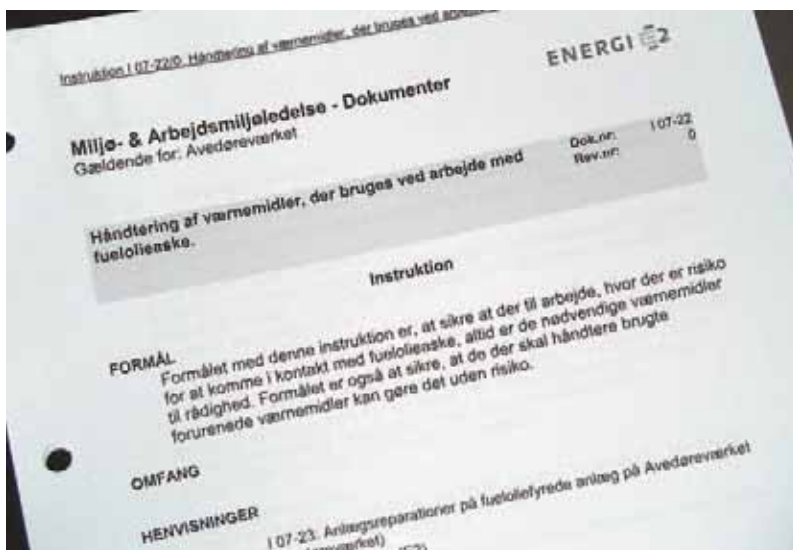 Instruktion I 07-22/0. Håndtering af værnemidler, der bruges ved
ENERGI E2
Miljø- & Arbejdsmiljøledelse - Dokumenter
Gældende for: Avedøreværket
Dok.nr: I 07-22
Rev.nr: 0
Håndtering af værnemidler, der bruges ved arbejde med
fuelolieaske.
Instruktion
FORMÅL
Formålet med denne instruktion er, at sikre at der til arbejde, hvor der er risiko
for at komme i kontakt med fuelolieaske, altid er de nødvendige værnemidler
til rådighed. Formålet er også at sikre, at de der skal håndtere brugte
forurenede værnemidler kan gøre det uden risiko.
OMFANG
HENVISNINGER
I 07-23. Anlægsreparationer på fueloliefyrede anlæg på Avedøreværket